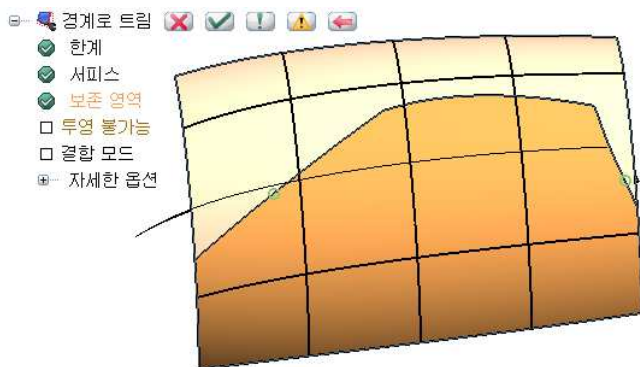 경계로 트림
한계
서피스
보존 영역
투영 불가능
결합 모드
자세한 옵션